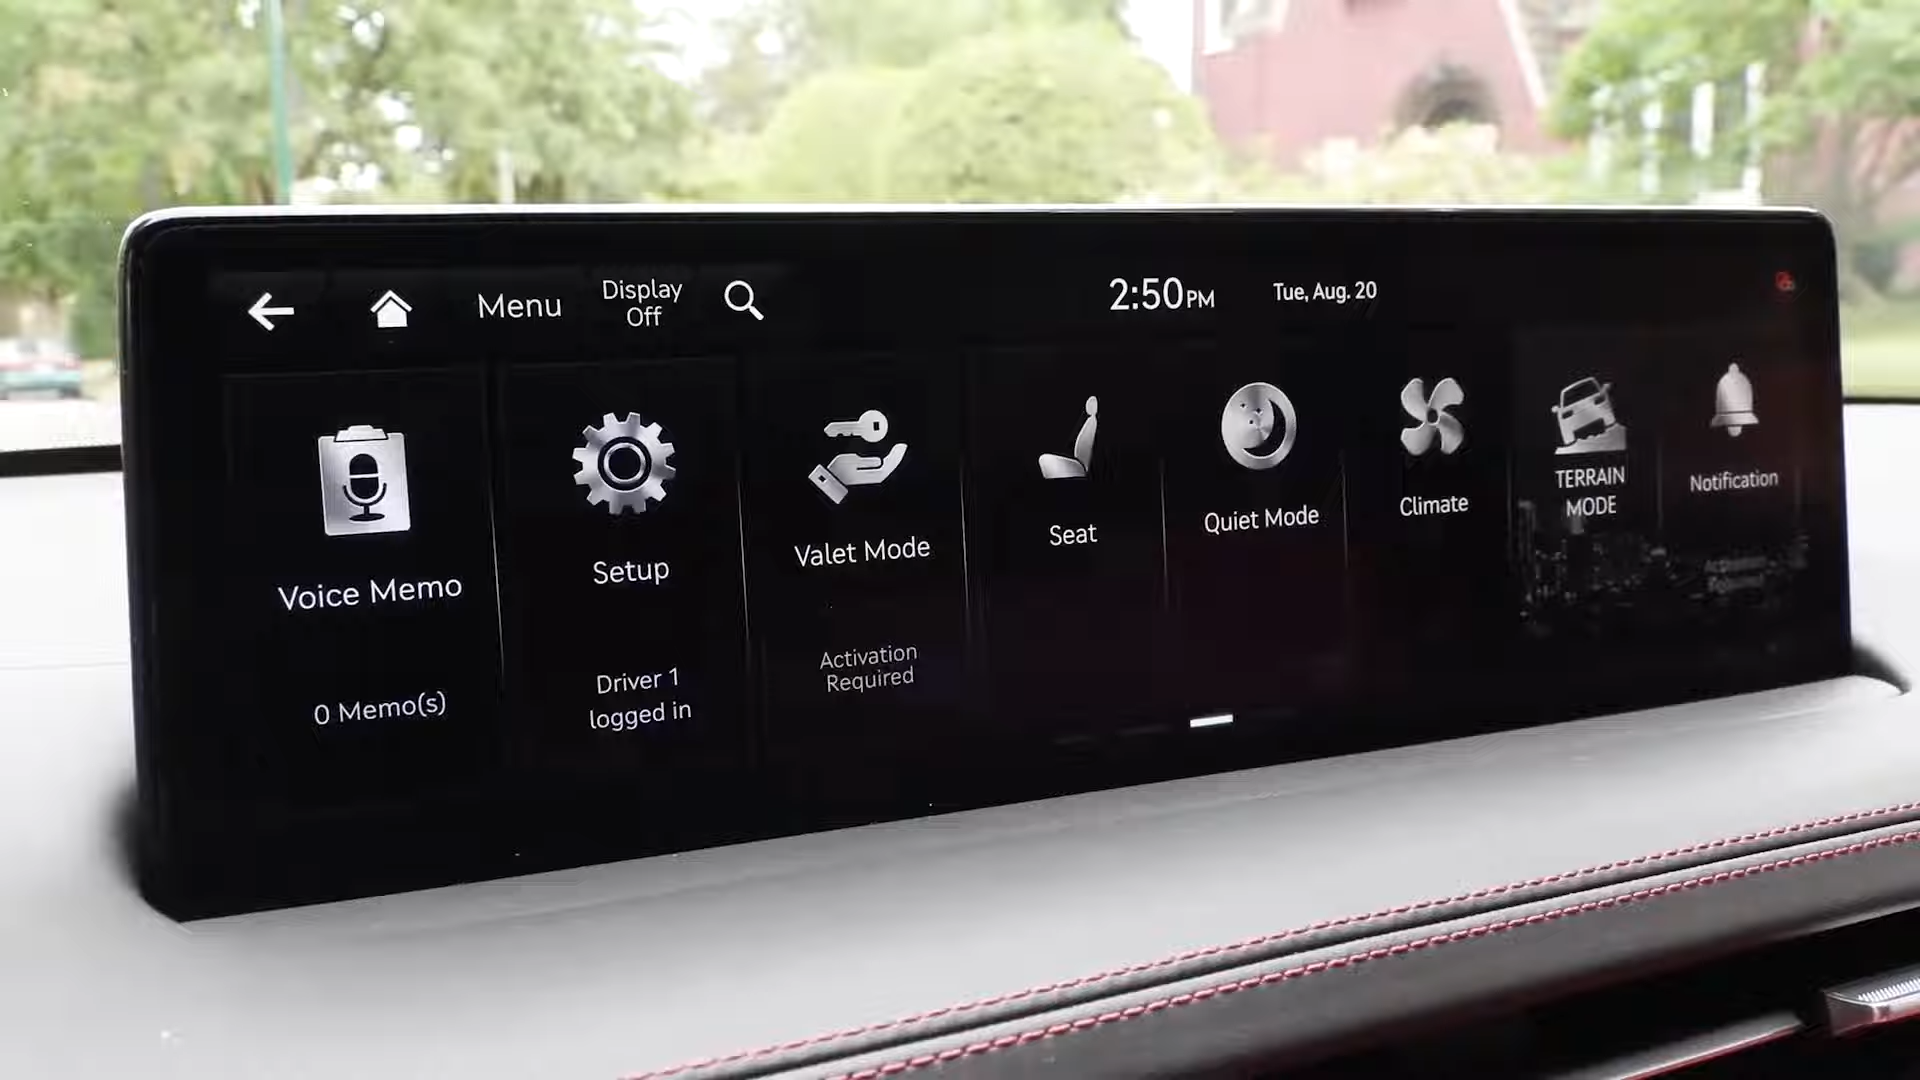 Menu
Display
Off
2:50PM
Tue, Aug. 20
Voice Memo
0 Memo(s)
Setup
Driver 1
logged in
Valet Mode
Activation
Required
Seat
Quiet Mode
Climate
TERRAIN
MODE
Notification